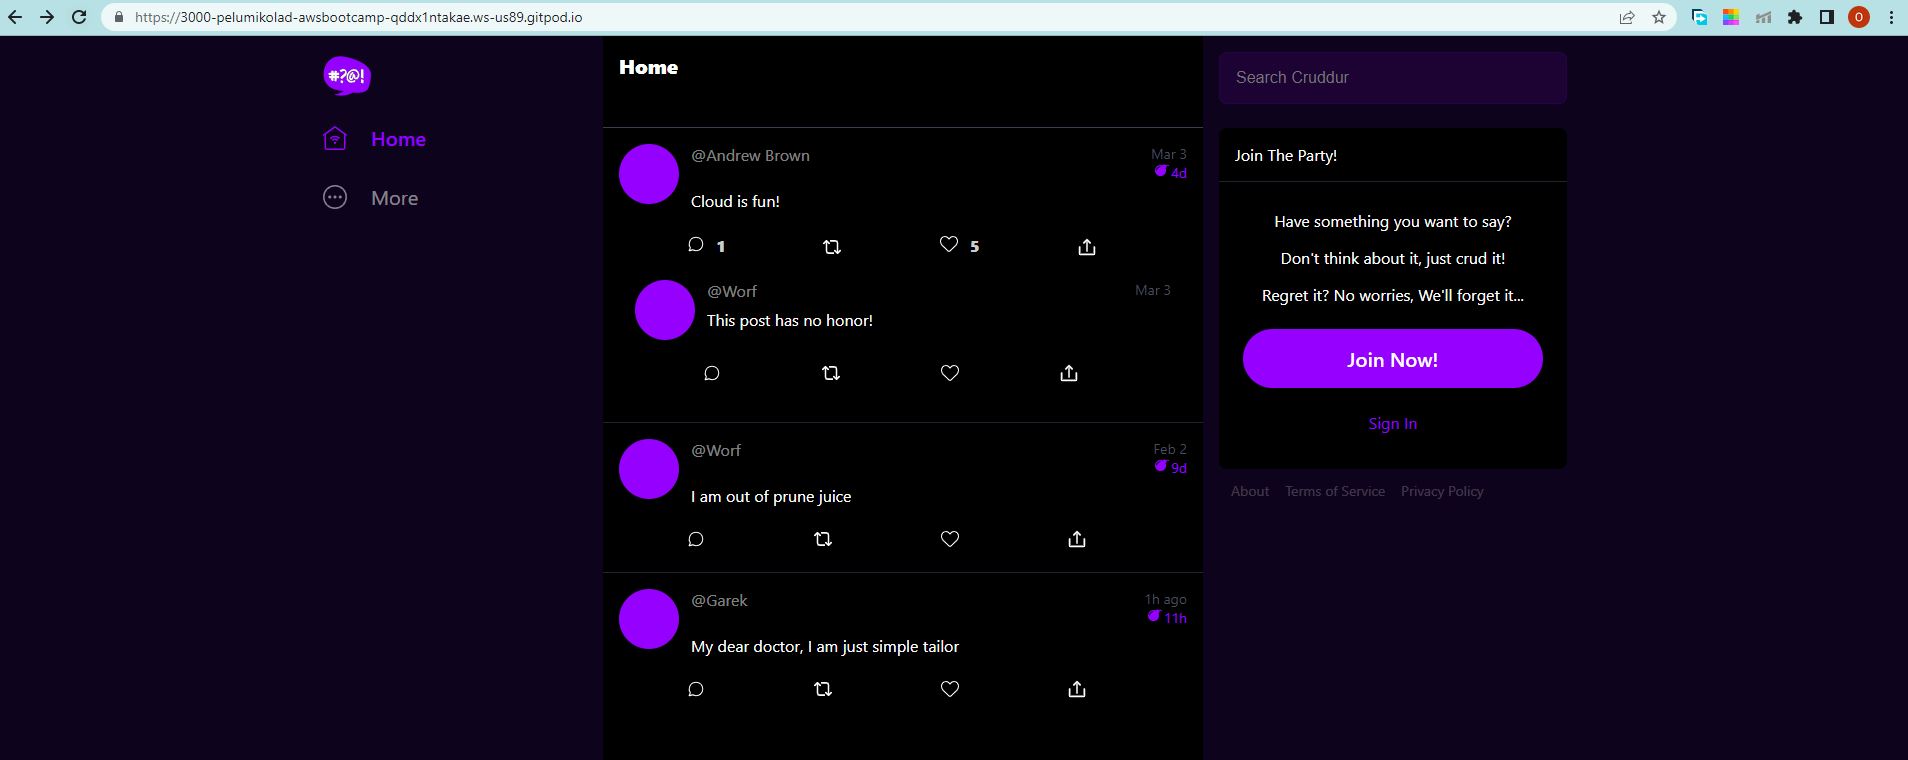 https://3000-pelumikolad-awsbootcamp-qddx1ntakae.ws-us89.gitpod.io
O
#?@!
Home
More
Home
@Andrew Brown
Mar 3
4d
Cloud is fun!
1
5
@Worf
Mar 3
This post has no honor!
@Worf
Feb 2
9d
I am out of prune juice
@Garek
1h ago
11h
My dear doctor, I am just simple tailor
Search Cruddur
Join The Party!
Have something you want to say?
Don't think about it, just crud it!
Regret it? No worries, We'll forget it...
Join Now!
Sign In
About Terms of Service Privacy Policy